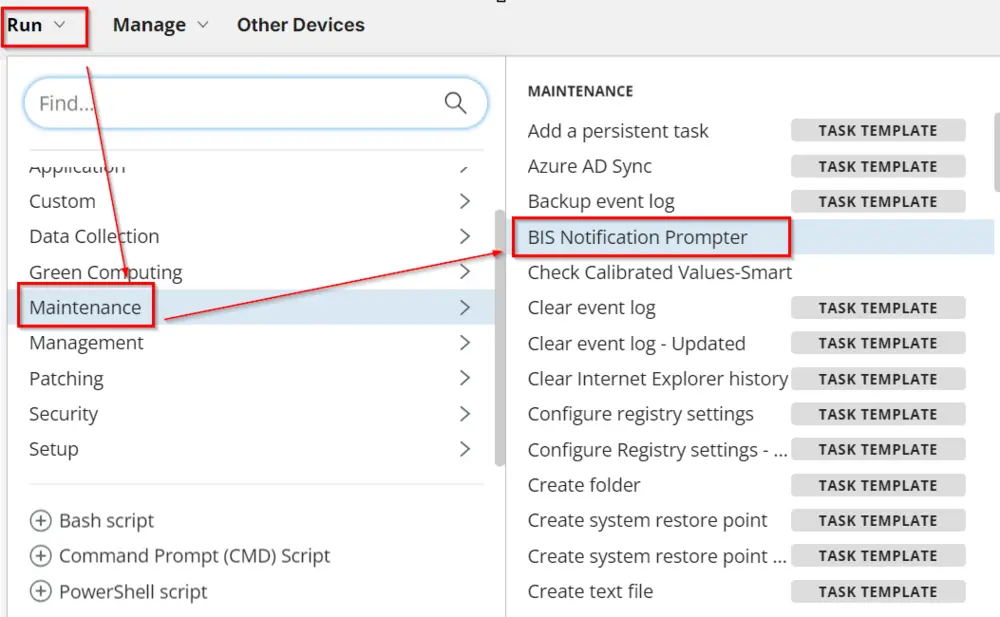 Run
Manage
Other Devices
Find...
Application
Custom
Data Collection
Green Computing
Maintenance
Management
Patching
Security
Setup
Bash script
Command Prompt (CMD) Script
PowerShell script
MAINTENANCE
Add a persistent task TASK TEMPLATE
Azure AD Sync TASK TEMPLATE
Backup event log TASK TEMPLATE
BIS Notification Prompter
Check Calibrated Values-Smart
Clear event log TASK TEMPLATE
Clear event log - Updated TASK TEMPLATE
Clear Internet Explorer history TASK TEMPLATE
Configure registry settings TASK TEMPLATE
Configure Registry settings - ... TASK TEMPLATE
Create folder TASK TEMPLATE
Create system restore point TASK TEMPLATE
Create system restore point ... TASK TEMPLATE
Create text file TASK TEMPLATE